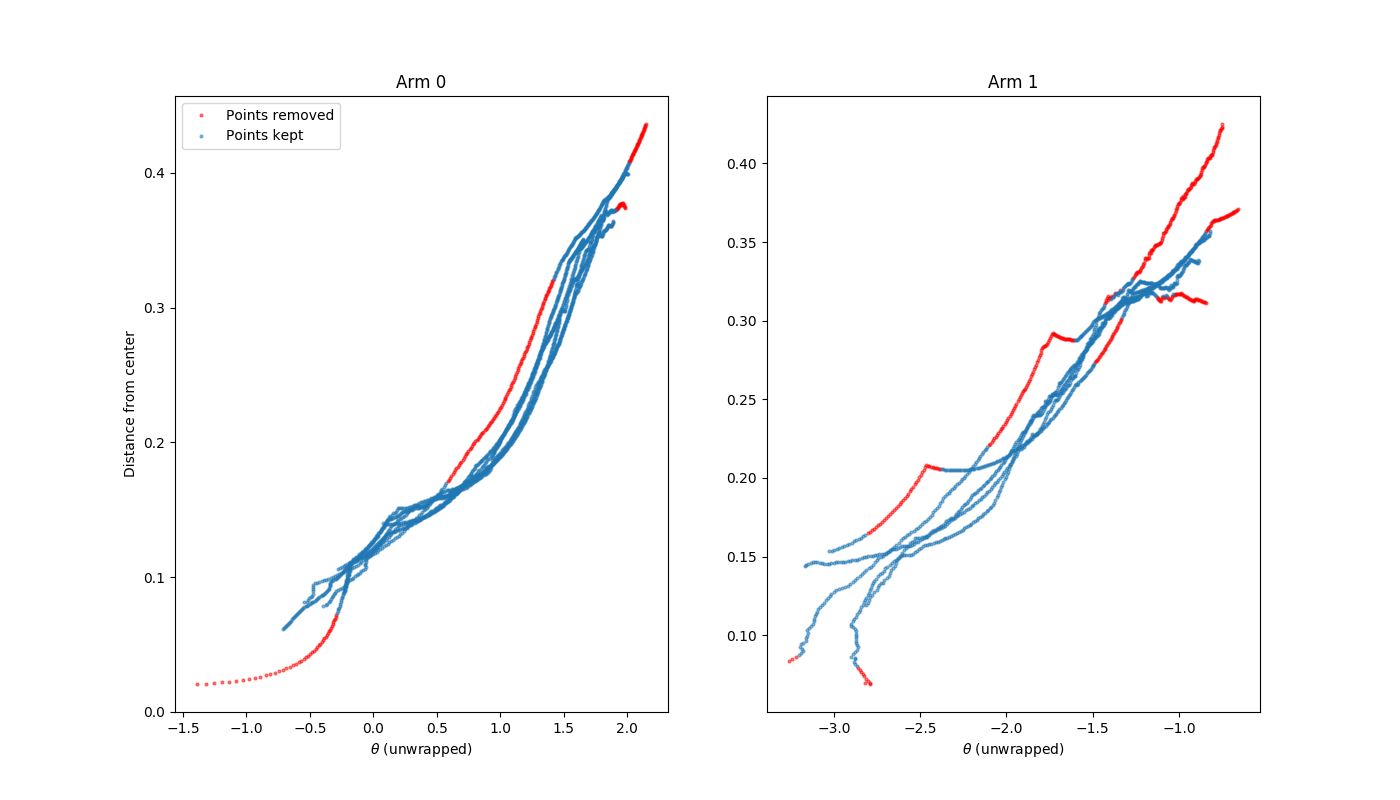 Arm 0
Points removed
Points kept
0.4
0.3
0.2
0.1
0.0
Distance from center
−1.5 −1.0 −0.5 0.0 0.5 1.0 1.5 2.0
θ (unwrapped)
Arm 1
0.40
0.35
0.30
0.25
0.20
0.15
0.10
−3.0 −2.5 −2.0 −1.5 −1.0
θ (unwrapped)